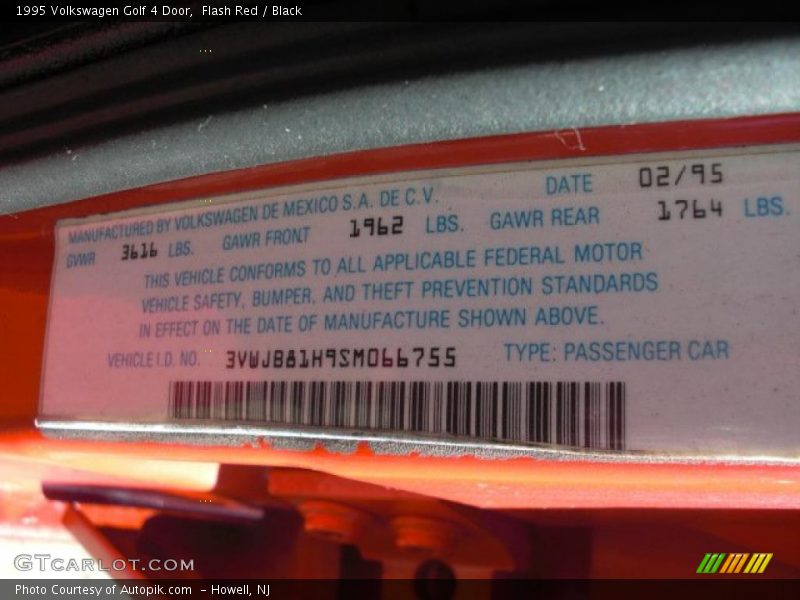 1995 Volkswagen Golf 4 Door,  Flash Red / Black
MANUFACTURED BY VOLKSWAGEN DE MEXICO S.A. DE C.V. DATE 02/95
GVWR 3616 LBS. GAWR FRONT 1962 LBS. GAWR REAR 1764 LBS.
THIS VEHICLE CONFORMS TO ALL APPLICABLE FEDERAL MOTOR
VEHICLE SAFETY, BUMPER, AND THEFT PREVENTION STANDARDS
IN EFFECT ON THE DATE OF MANUFACTURE SHOWN ABOVE.
VEHICLE I.D. NO. 3VWJB81H9SM066755 TYPE: PASSENGER CAR
GTCARLOT.COM
Photo Courtesy of Autopik.com  – Howell, NJ